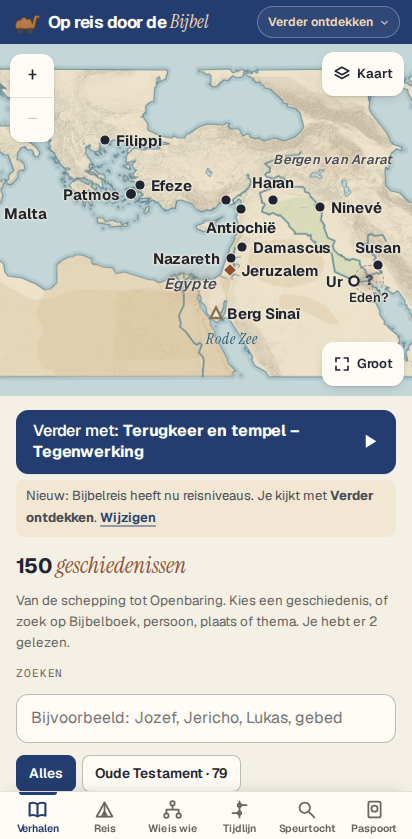 Op reis door de Bijbel
Verder ontdekken
+
−
Kaart
Filippi
Bergen van Ararat
Efeze
Haran
Patmos
Ninevé
Malta
Antiochië
Damascus
Susan
Nazareth
Jeruzalem
Egypte
Ur
?
Eden?
Berg Sinaï
Rode Zee
Groot
Verder met: Terugkeer en tempel –
Tegenwerking
Nieuw: Bijbelreis heeft nu reisniveaus. Je kijkt met Verder
ontdekken. Wijzigen
150 geschiedenissen
Van de schepping tot Openbaring. Kies een geschiedenis, of
zoek op Bijbelboek, persoon, plaats of thema. Je hebt er 2
gelezen.
ZOEKEN
Bijvoorbeeld: Jozef, Jericho, Lukas, gebed
Alles
Oude Testament · 79
Verhalen
Reis
Wie is wie
Tijdlijn
Speurtocht
Paspoort